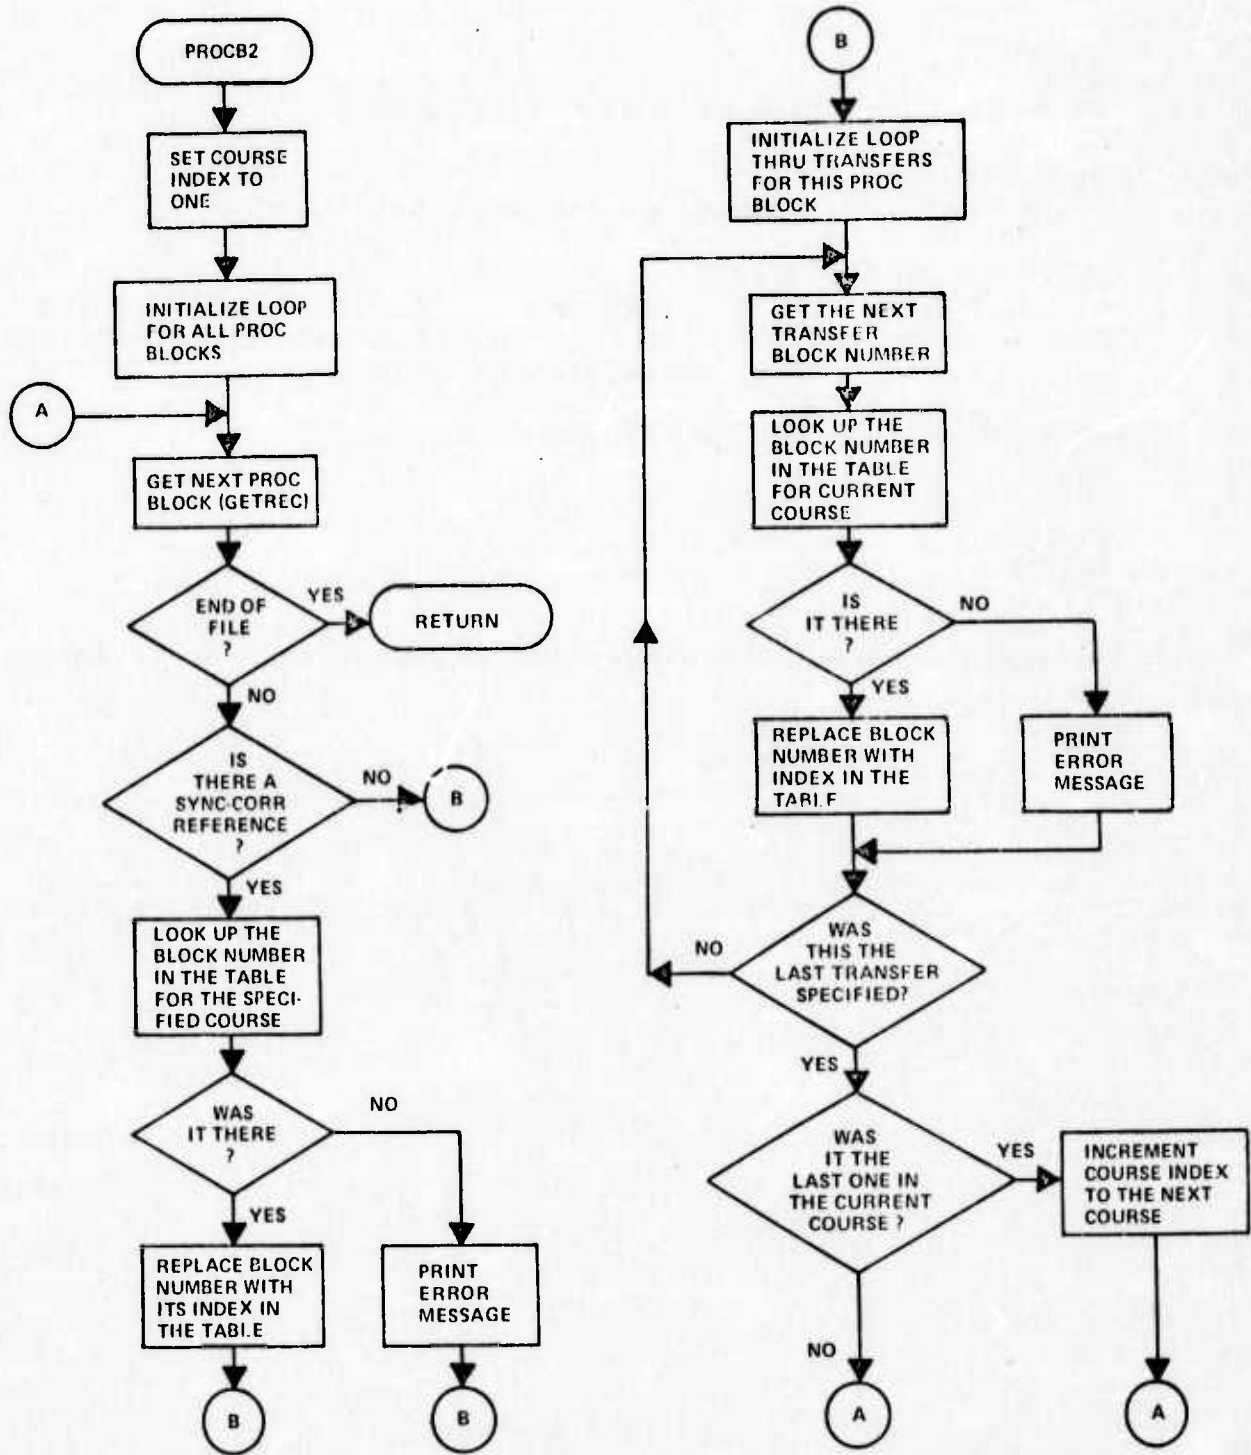 PROCB2
SET COURSE
INDEX TO
ONE
INITIALIZE LOOP
FOR ALL PROC
BLOCKS
A
GET NEXT PROC
BLOCK (GETREC)
END OF
FILE
?
YES
RETURN
NO
IS
THERE A
SYNC-CORR
REFERENCE
?
NO
B
YES
LOOK UP THE
BLOCK NUMBER
IN THE TABLE
FOR THE SPECI-
FIED COURSE
WAS
IT THERE
?
NO
YES
REPLACE BLOCK
NUMBER WITH
ITS INDEX IN
THE TABLE
PRINT
ERROR
MESSAGE
B
B
B
INITIALIZE LOOP
THRU TRANSFERS
FOR THIS PROC
BLOCK
GET THE NEXT
TRANSFER
BLOCK NUMBER
LOOK UP THE
BLOCK NUMBER
IN THE TABLE
FOR CURRENT
COURSE
IS
IT THERE
?
NO
YES
REPLACE BLOCK
NUMBER WITH
INDEX IN THE
TABLE
PRINT
ERROR
MESSAGE
WAS
THIS THE
LAST TRANSFER
SPECIFIED?
NO
YES
WAS
IT THE
LAST ONE IN
THE CURRENT
COURSE ?
YES
INCREMENT
COURSE INDEX
TO THE NEXT
COURSE
NO
A
A